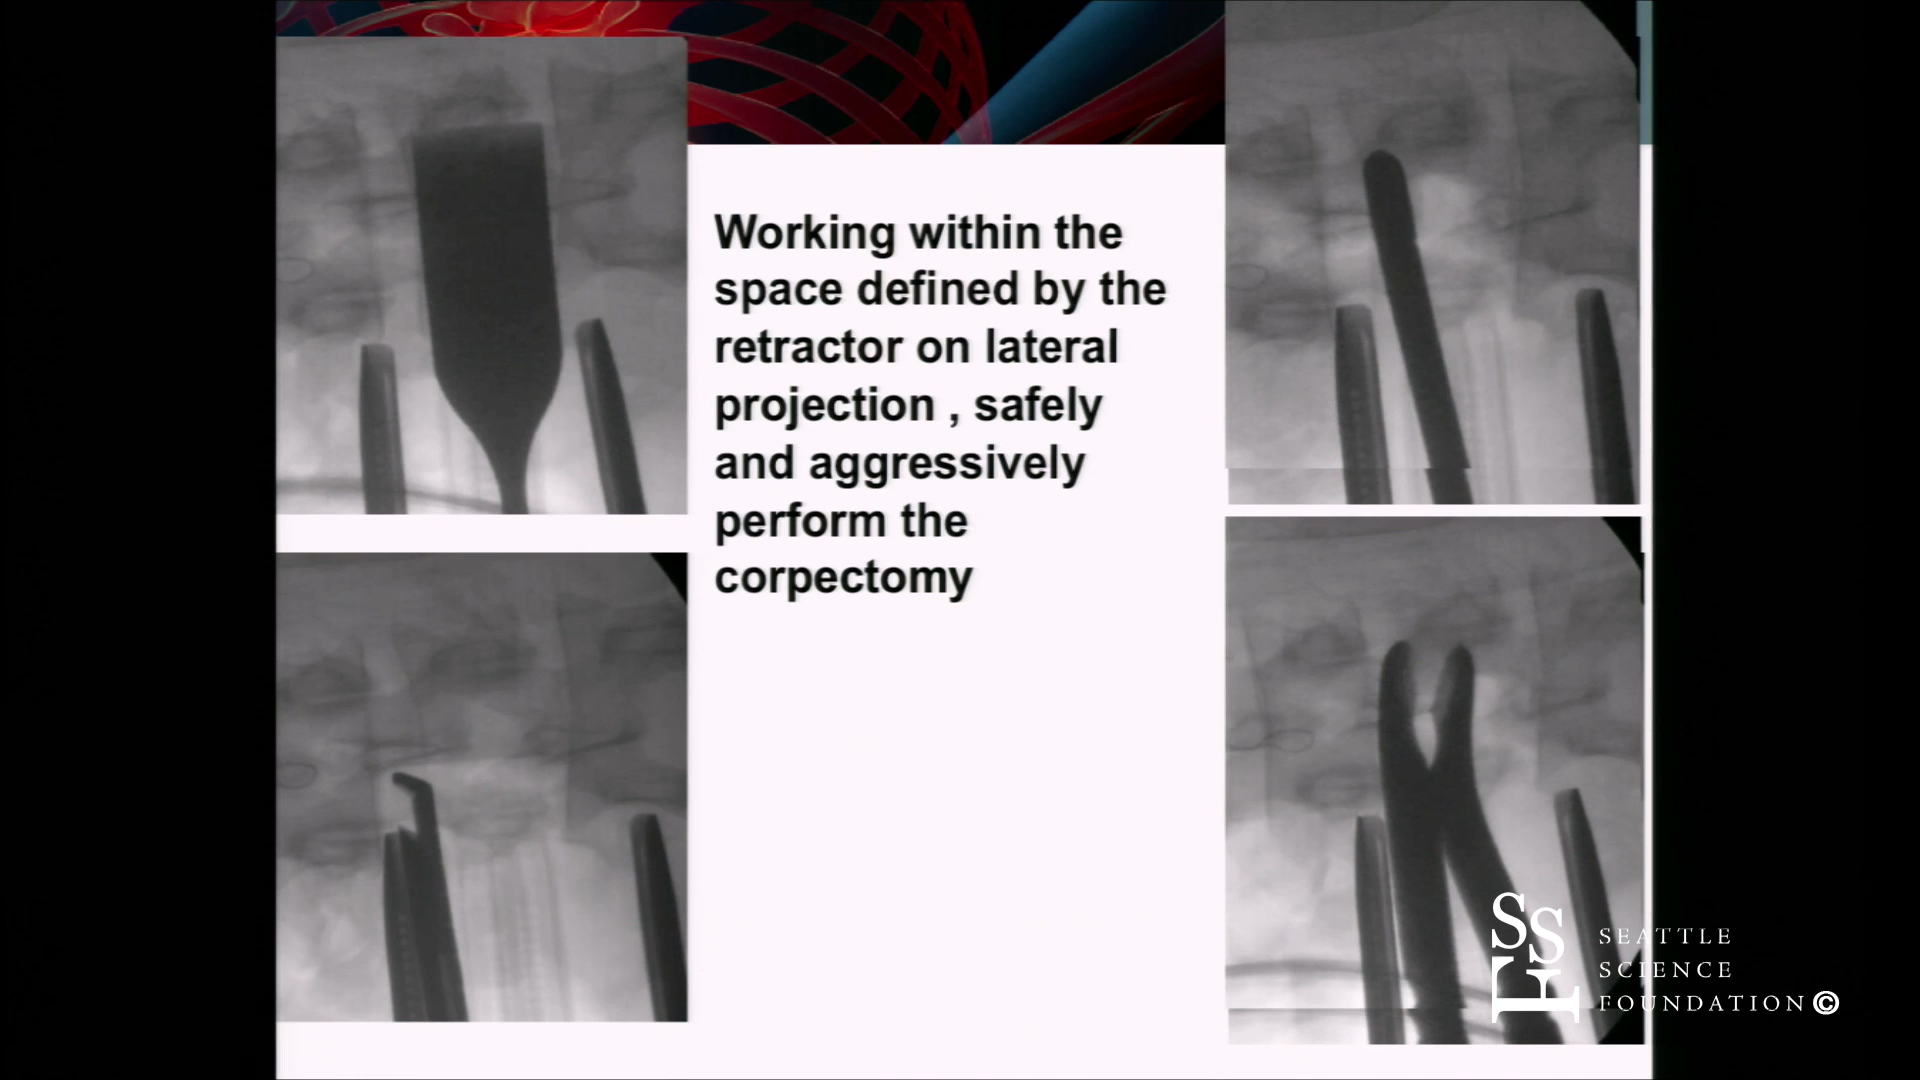 Working within the
space defined by the
retractor on lateral
projection , safely
and aggressively
perform the
corpectomy
SSF
SEATTLE
SCIENCE
FOUNDATION©